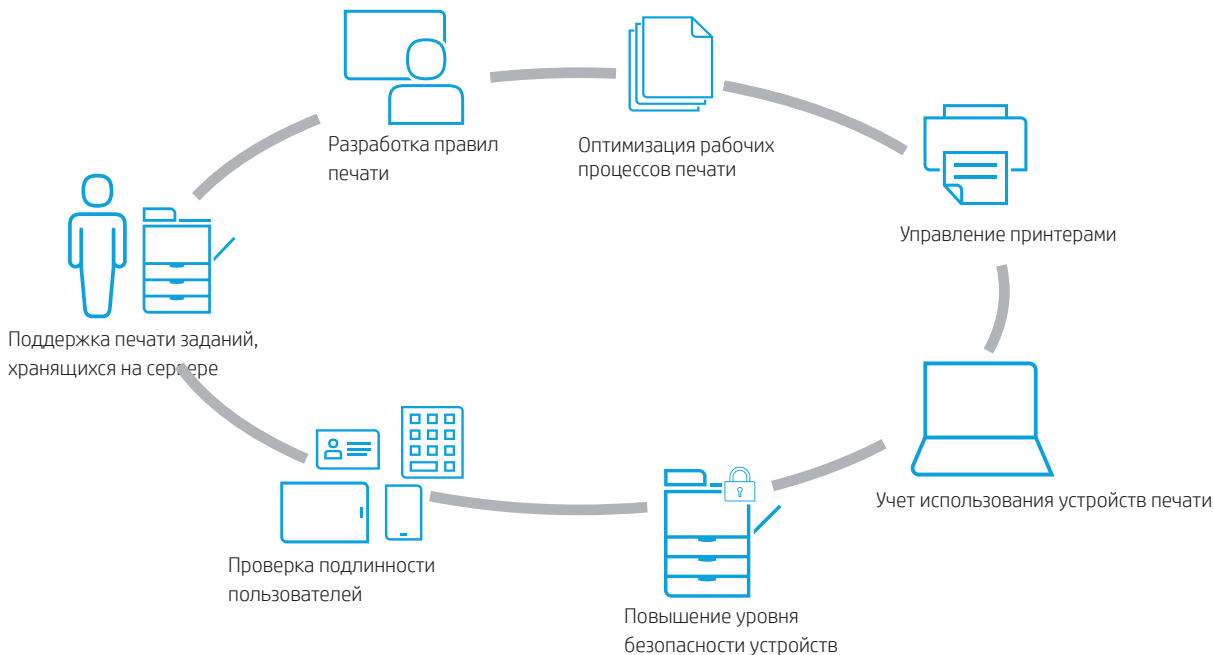 Разработка правил
печати
Оптимизация рабочих
процессов печати
Управление принтерами
Поддержка печати заданий,
хранящихся на сервере
Учет использования устройств печати
Проверка подлинности
пользователей
Повышение уровня
безопасности устройств